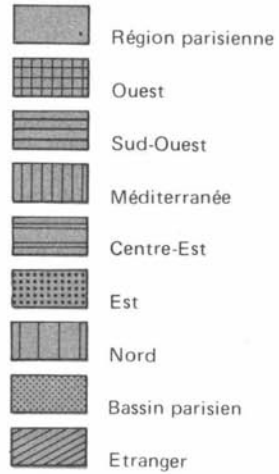 Région parisienne
Ouest
Sud-Ouest
Méditerranée
Centre-Est
Est
Nord
Bassin parisien
Etranger